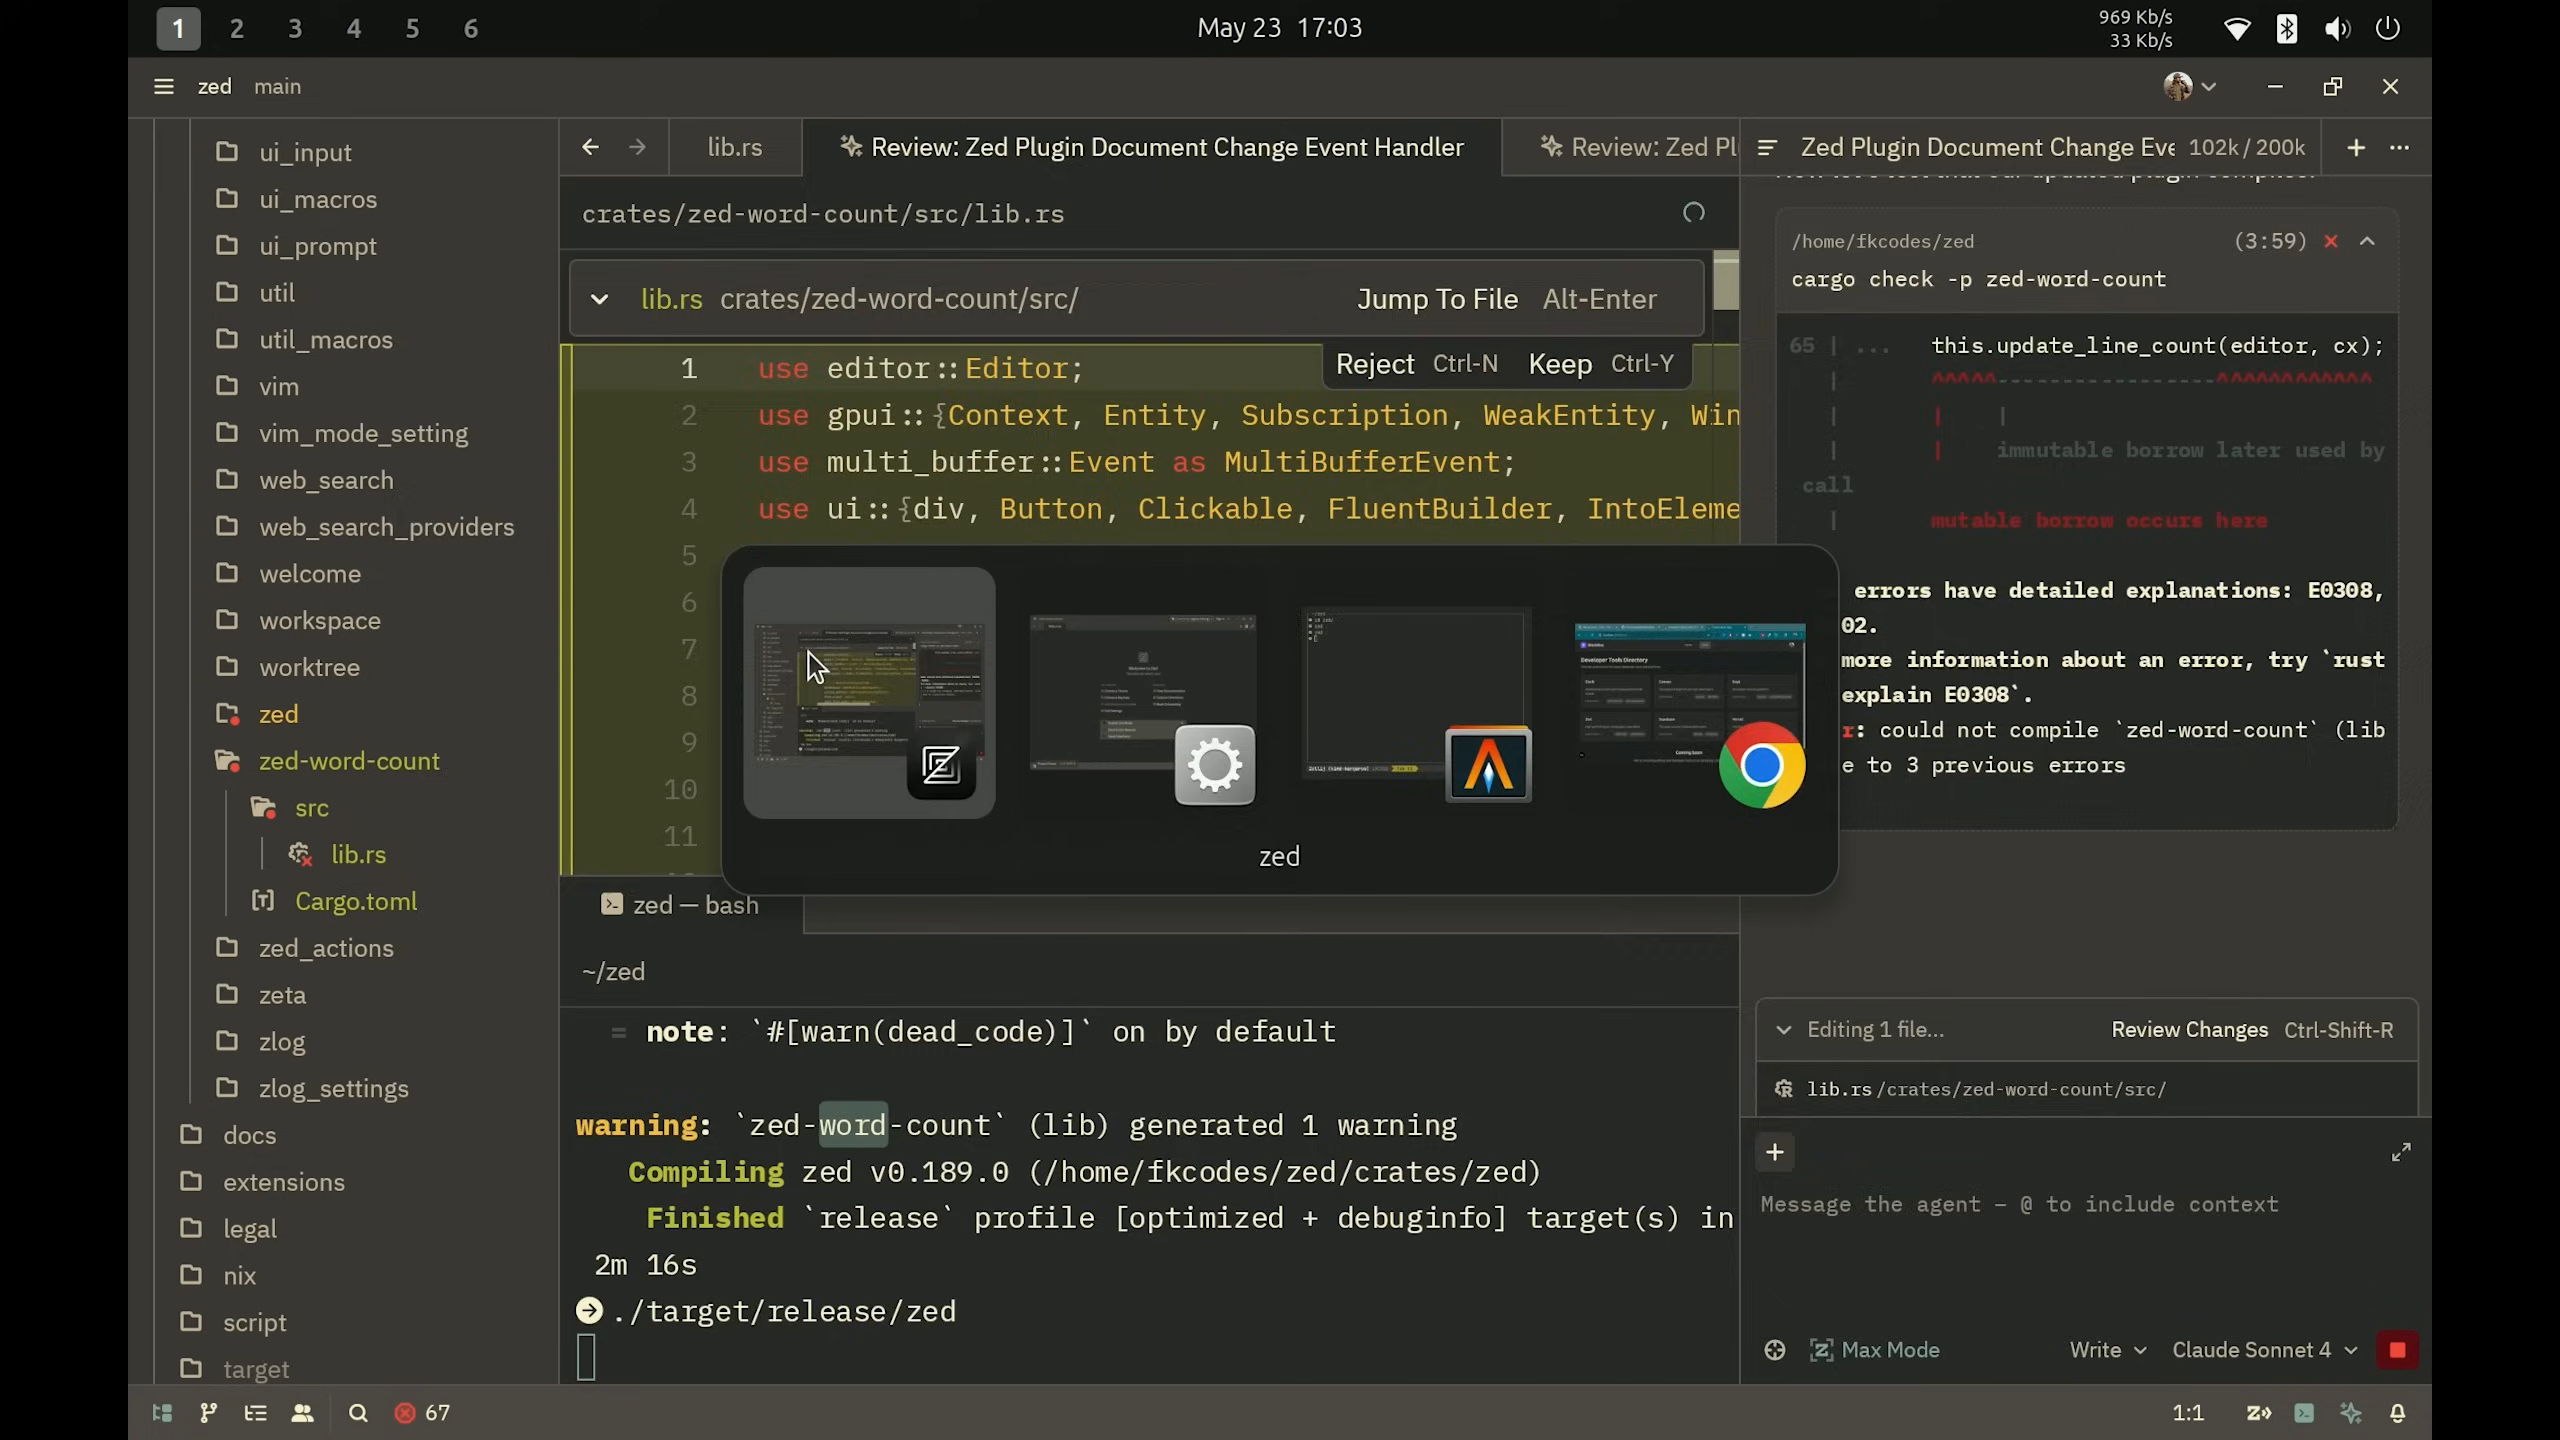 1 2 3 4 5 6
May 23 17:03
969 Kb/s
33 Kb/s
zed main
ui_input
ui_macros
ui_prompt
util
util_macros
vim
vim_mode_setting
web_search
web_search_providers
welcome
workspace
worktree
zed
zed-word-count
src
lib.rs
Cargo.toml
zed_actions
zeta
zlog
zlog_settings
docs
extensions
legal
nix
script
target
lib.rs
Review: Zed Plugin Document Change Event Handler
Review: Zed Pl
crates/zed-word-count/src/lib.rs
lib.rs crates/zed-word-count/src/
Jump To File Alt-Enter
Reject Ctrl-N Keep Ctrl-Y
1 use editor::Editor;
2 use gpui::{Context, Entity, Subscription, WeakEntity, Win
3 use multi_buffer::Event as MultiBufferEvent;
4 use ui::{div, Button, Clickable, FluentBuilder, IntoEleme
5
6
7
8
9
10
11
Developer Tools Directory
zed
zed — bash
~/zed
= note: `#[warn(dead_code)]` on by default
warning: `zed-word-count` (lib) generated 1 warning
Compiling zed v0.189.0 (/home/fkcodes/zed/crates/zed)
Finished `release` profile [optimized + debuginfo] target(s) in
2m 16s
./target/release/zed
Zed Plugin Document Change Eve 102k/200k
/home/fkcodes/zed (3:59)
cargo check -p zed-word-count
65 | ... this.update_line_count(editor, cx);
| ^^^^^-----------------^^^^^^^^^^^^
| | |
| | immutable borrow later used by
call
| mutable borrow occurs here
errors have detailed explanations: E0308,
02.
more information about an error, try `rust
explain E0308`.
r: could not compile `zed-word-count` (lib
e to 3 previous errors
Editing 1 file...
Review Changes Ctrl-Shift-R
lib.rs /crates/zed-word-count/src/
Message the agent – @ to include context
Max Mode
Write
Claude Sonnet 4
67
1:1